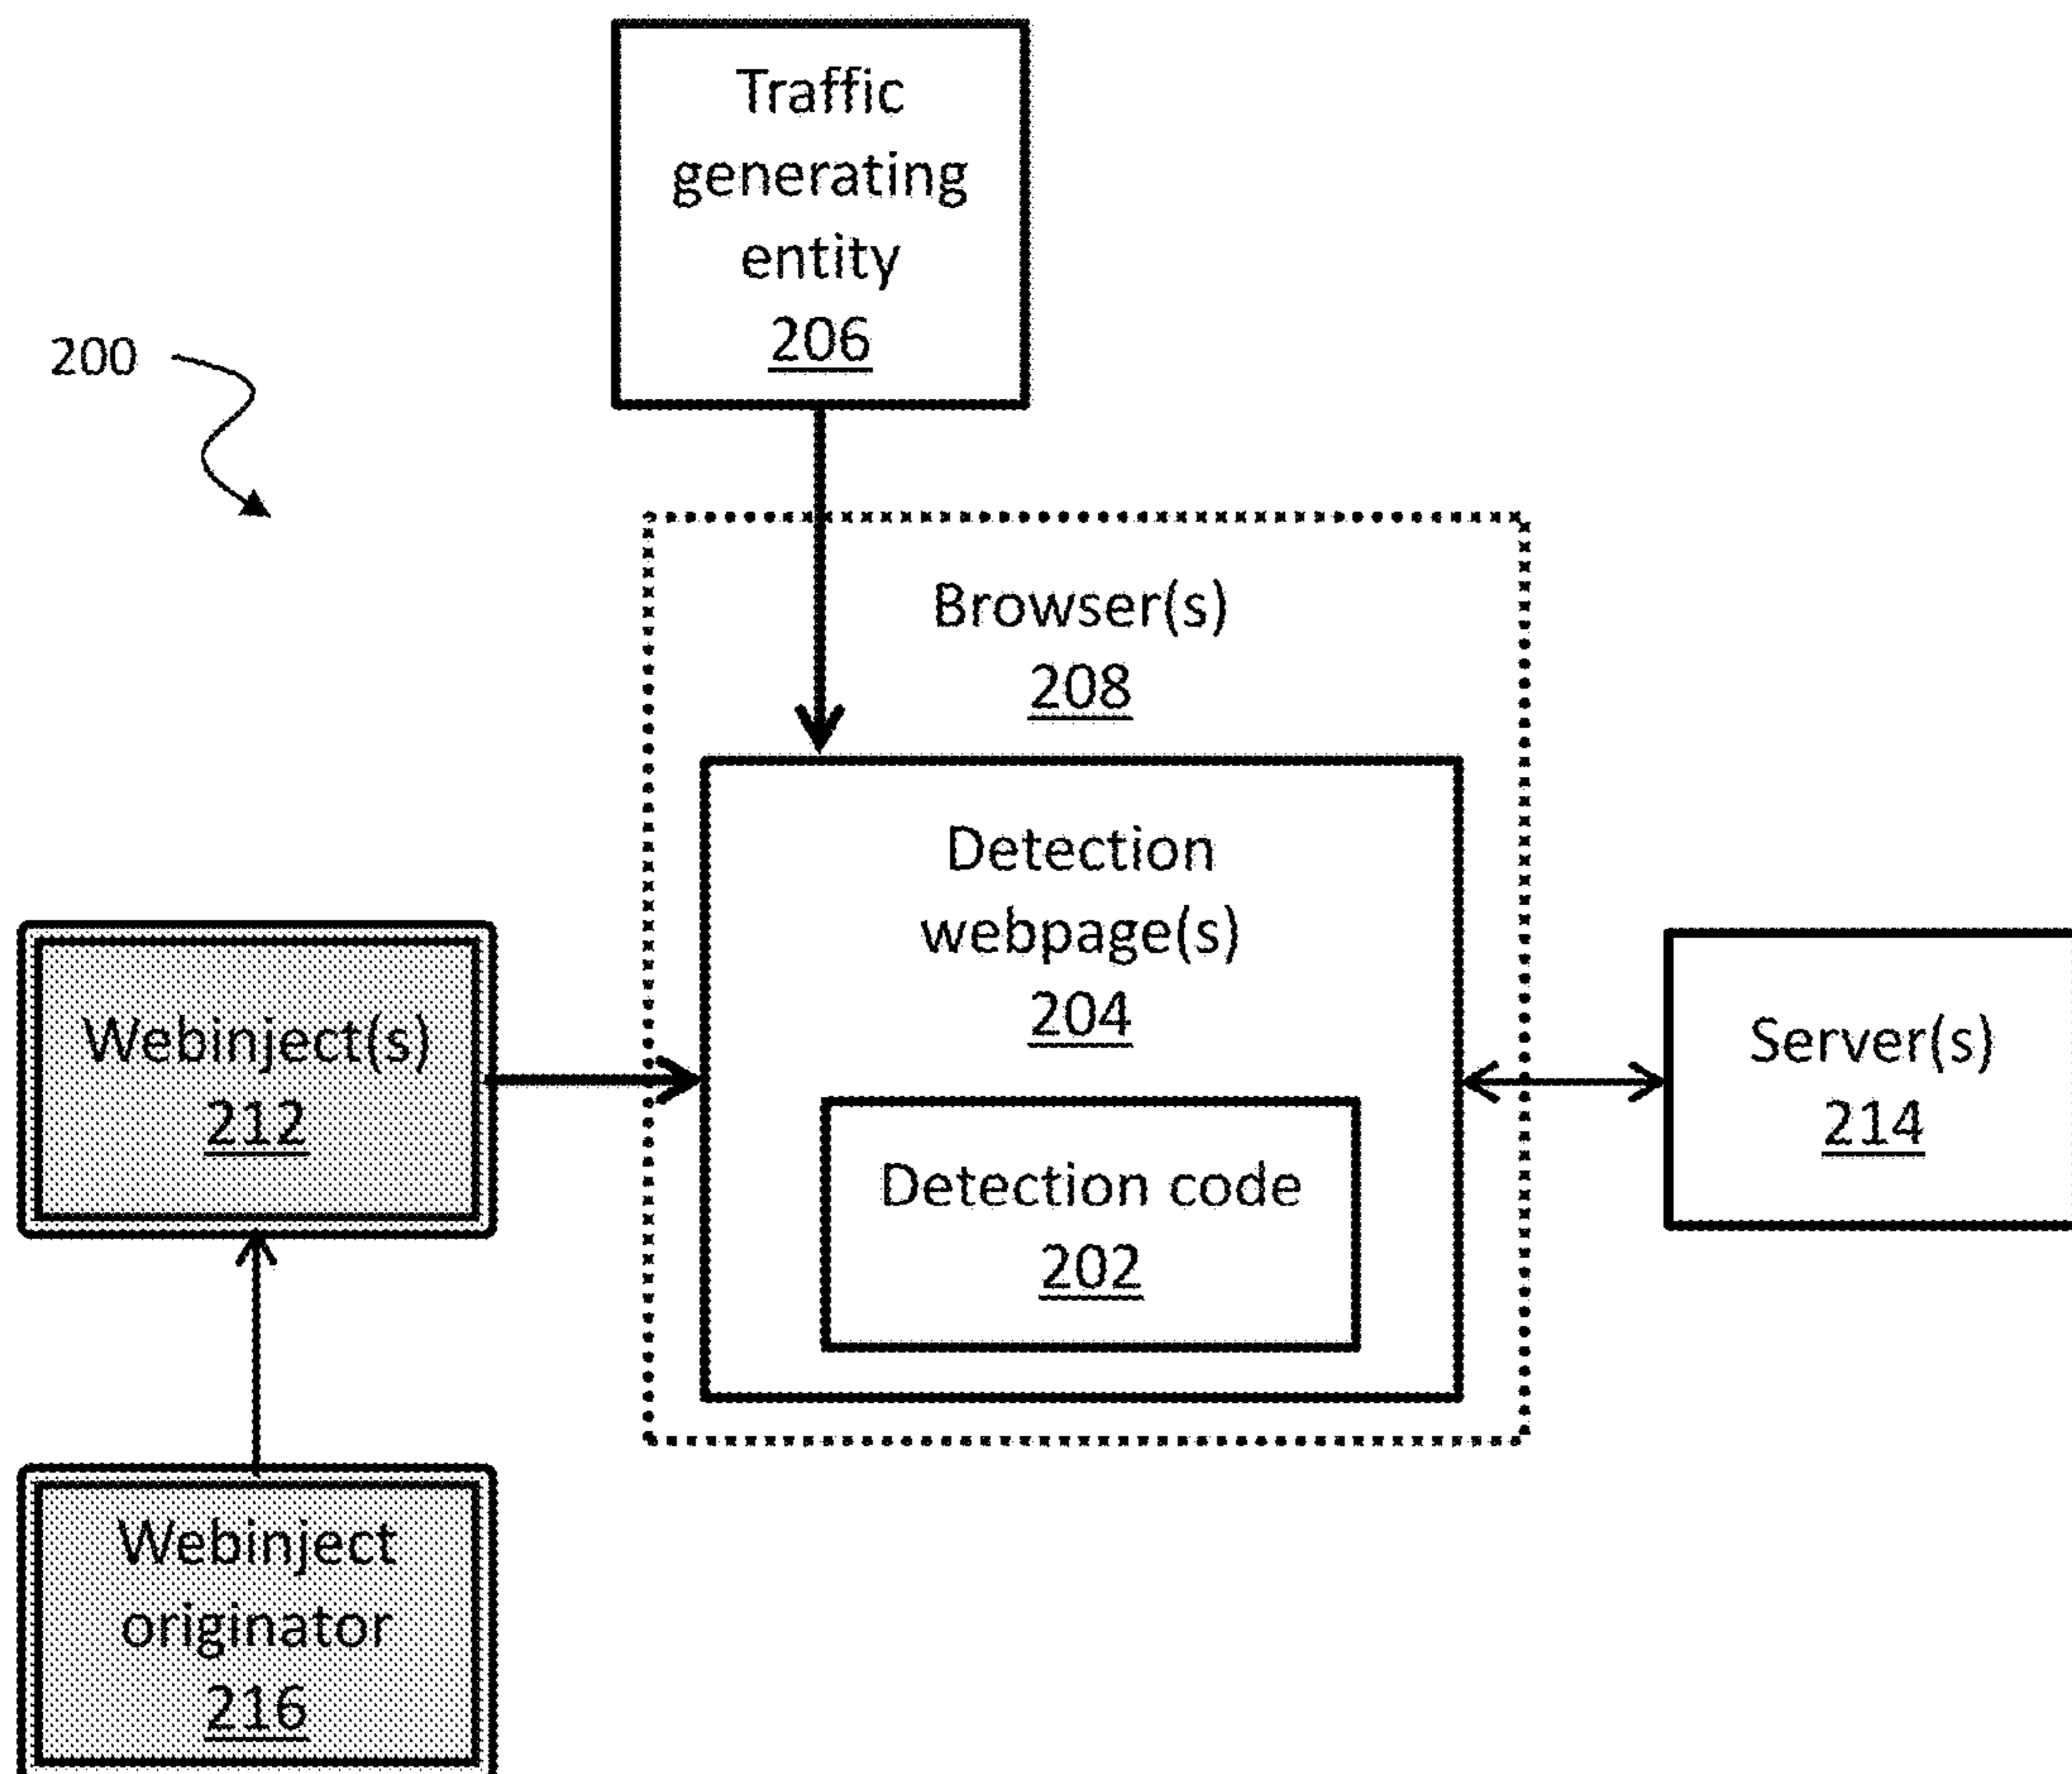 Traffic
generating
entity
206
200
Browser(s)
208
Detection
webpage(s)
204
Detection code
202
Webinject(s)
212
Server(s)
214
Webinject
originator
216